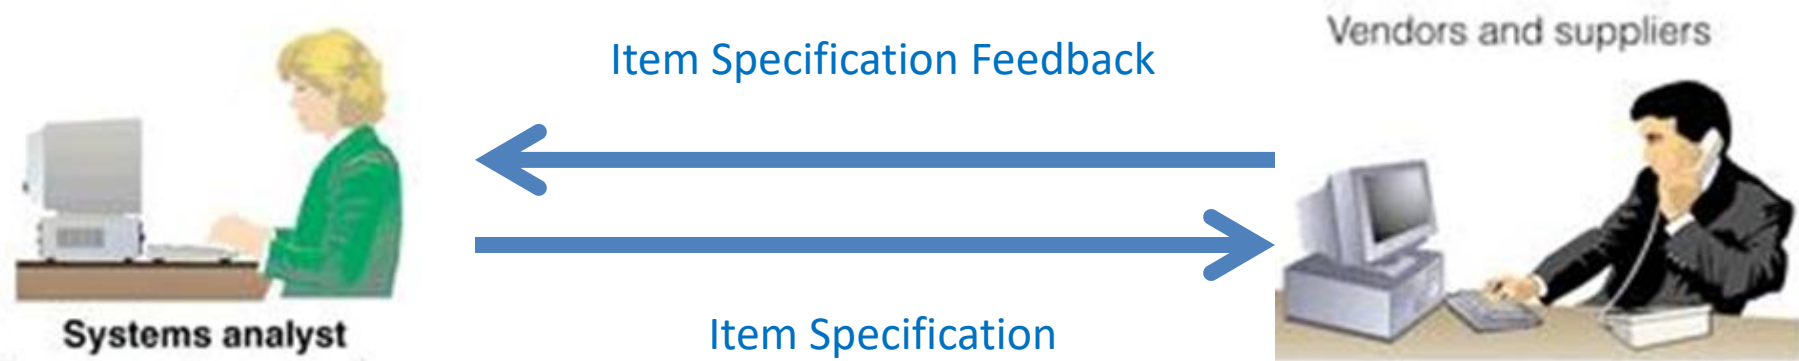 Vendors and suppliers
Item Specification Feedback
Systems analyst
Item Specification